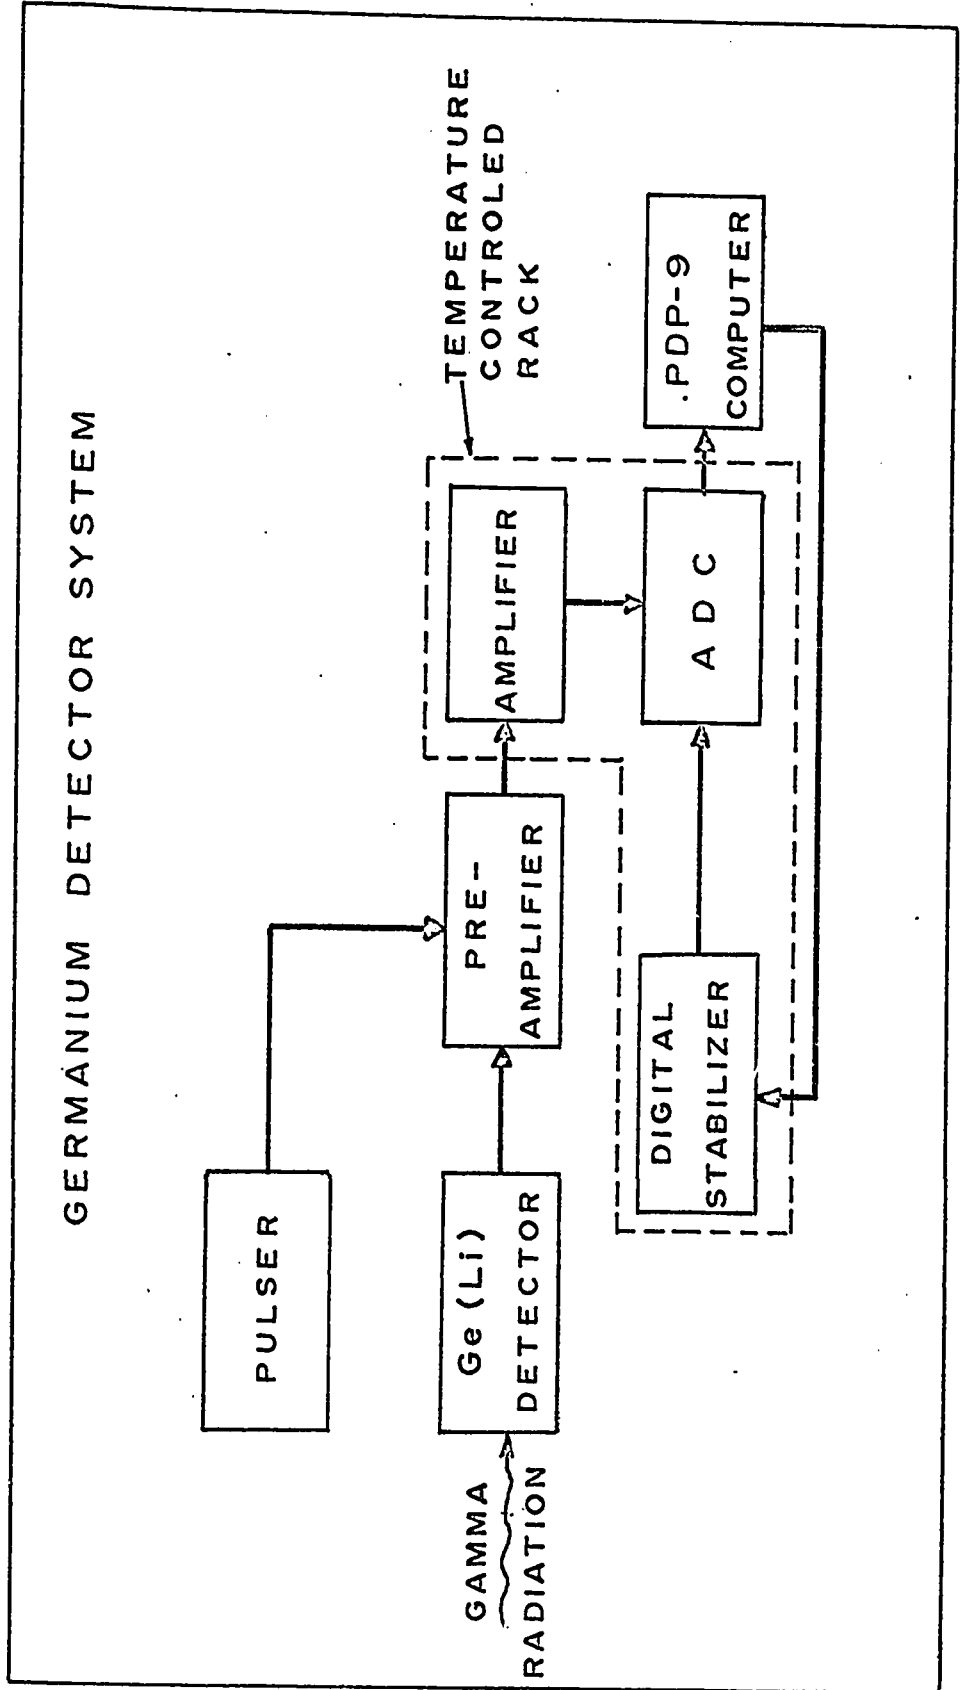 GERMANIUM DETECTOR SYSTEM
PULSER
GAMMA
RADIATION
Ge (Li)
DETECTOR
PRE-
AMPLIFIER
AMPLIFIER
TEMPERATURE
CONTROLED
RACK
DIGITAL
STABILIZER
A D C
.PDP-9
COMPUTER